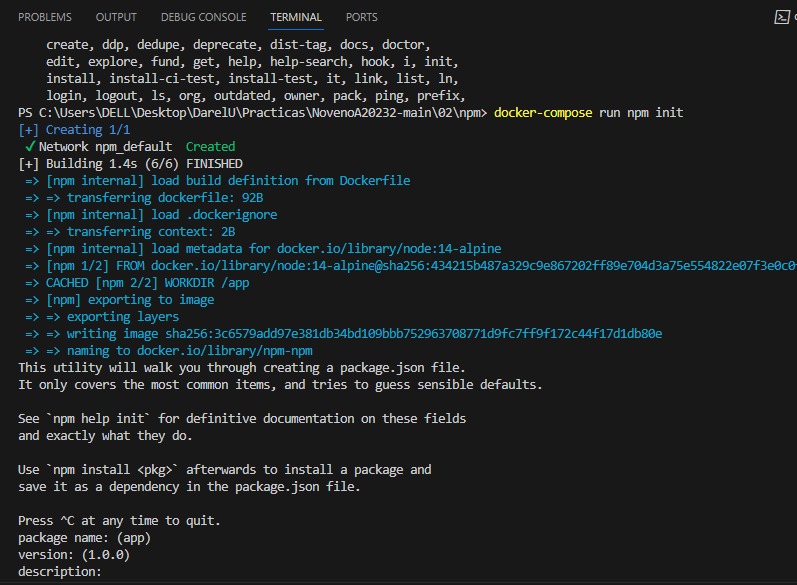 PROBLEMS OUTPUT DEBUG CONSOLE TERMINAL PORTS
create, ddp, dedupe, deprecate, dist-tag, docs, doctor,
edit, explore, fund, get, help, help-search, hook, i, init,
install, install-ci-test, install-test, it, link, list, ln,
login, logout, ls, org, outdated, owner, pack, ping, prefix,
PS C:\Users\DELL\Desktop\DarelU\Practicas\NovenoA20232-main\02\npm> docker-compose run npm init
[+] Creating 1/1
✓ Network npm_default Created
[+] Building 1.4s (6/6) FINISHED
=> [npm internal] load build definition from Dockerfile
=> => transferring dockerfile: 92B
=> [npm internal] load .dockerignore
=> => transferring context: 2B
=> [npm internal] load metadata for docker.io/library/node:14-alpine
=> [npm 1/2] FROM docker.io/library/node:14-alpine@sha256:434215b487a329c9e867202ff89e704d3a75e554822e07f3e0c0
=> CACHED [npm 2/2] WORKDIR /app
=> [npm] exporting to image
=> => exporting layers
=> => writing image sha256:3c6579add97e381db34bd109bbb752963708771d9fc7ff9f172c44f17d1db80e
=> => naming to docker.io/library/npm-npm
This utility will walk you through creating a package.json file.
It only covers the most common items, and tries to guess sensible defaults.
See `npm help init` for definitive documentation on these fields
and exactly what they do.
Use `npm install <pkg>` afterwards to install a package and
save it as a dependency in the package.json file.
Press ^C at any time to quit.
package name: (app)
version: (1.0.0)
description: